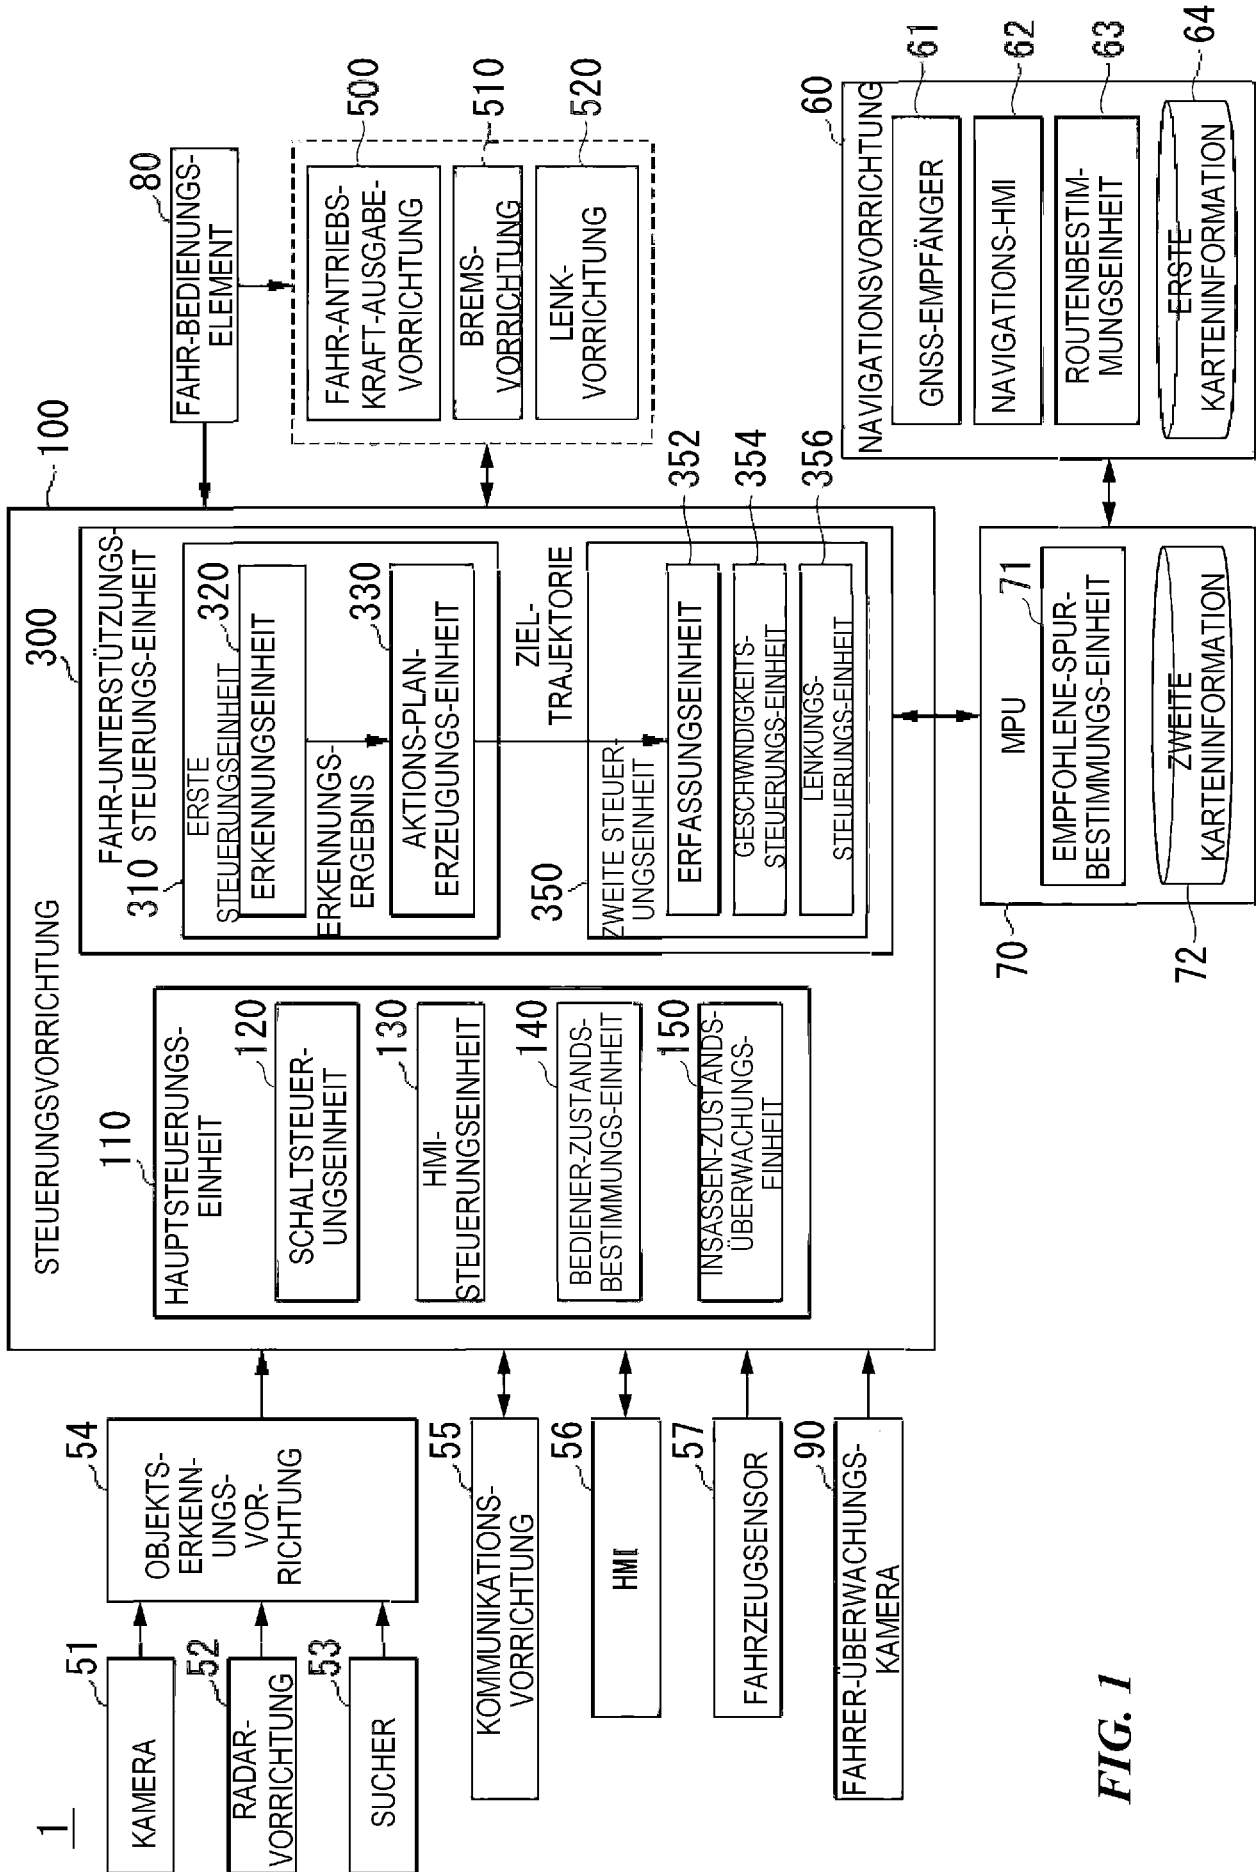 1
51
KAMERA
52
RADAR-
VORRICHTUNG
53
SUCHER
54
OBJEKTS-
ERKENN-
UNGS-
VOR-
RICHTUNG
55
KOMMUNIKATIONS-
VORRICHTUNG
56
HMI
57
FAHRZEUGSENSOR
90
FAHRER-ÜBERWACHUNGS-
KAMERA
STEUERUNGSVORRICHTUNG
100
110
HAUPTSTEUERUNGS-
EINHEIT
120
SCHALTSTEUER-
UNGSEINHEIT
130
HMI-
STEUERUNGSEINHEIT
140
BEDIENER-ZUSTANDS-
BESTIMMUNGS-EINHEIT
150
INSASSEN-ZUSTANDS-
ÜBERWACHUNGS-
EINHEIT
300
FAHR-UNTERSTÜTZUNGS-
STEUERUNGS-EINHEIT
310
ERSTE
STEUERUNGSEINHEIT
320
ERKENNUNGSEINHEIT
ERKENNUNGS-
ERGEBNIS
330
AKTIONS-PLAN-
ERZEUGUNGS-EINHEIT
ZIEL-
TRAJEKTORIE
350
ZWEITE STEUER-
UNGSEINHEIT
352
ERFASSUNGSEINHEIT
354
GESCHWNDIGKEITS-
STEUERUNGS-EINHEIT
356
LENKUNGS-
STEUERUNGS-EINHEIT
80
FAHR-BEDIENUNGS-
ELEMENT
500
FAHR-ANTRIEBS-
KRAFT-AUSGABE-
VORRICHTUNG
510
BREMS-
VORRICHTUNG
520
LENK-
VORRICHTUNG
70
MPU
71
EMPFOHLENE-SPUR-
BESTIMMUNGS-EINHEIT
72
ZWEITE
KARTENINFORMATION
60
NAVIGATIONSVORRICHTUNG
61
GNSS-EMPFÄNGER
62
NAVIGATIONS-HMI
63
ROUTENBESTIM-
MUNGSEINHEIT
64
ERSTE
KARTENINFORMATION
FIG. 1